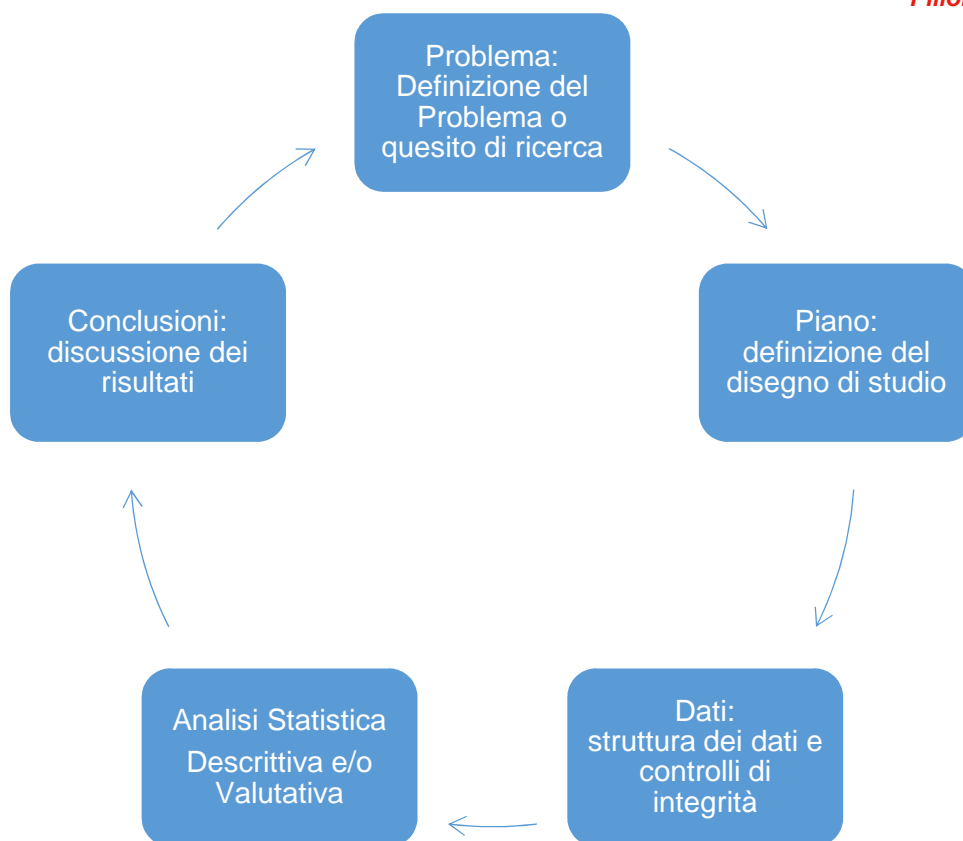 Problema:
Definizione del
Problema o
quesito di ricerca
Piano:
definizione del
disegno di studio
Dati:
struttura dei dati e
controlli di
integrità
Analisi Statistica
Descrittiva e/o
Valutativa
Conclusioni:
discussione dei
risultati